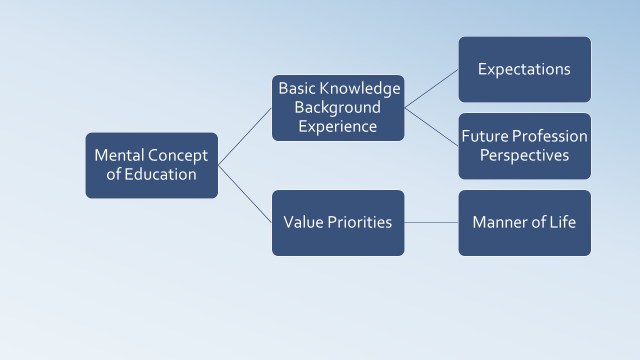 Mental Concept
of Education
Basic Knowledge
Background
Experience
Value Priorities
Expectations
Future Profession
Perspectives
Manner of Life